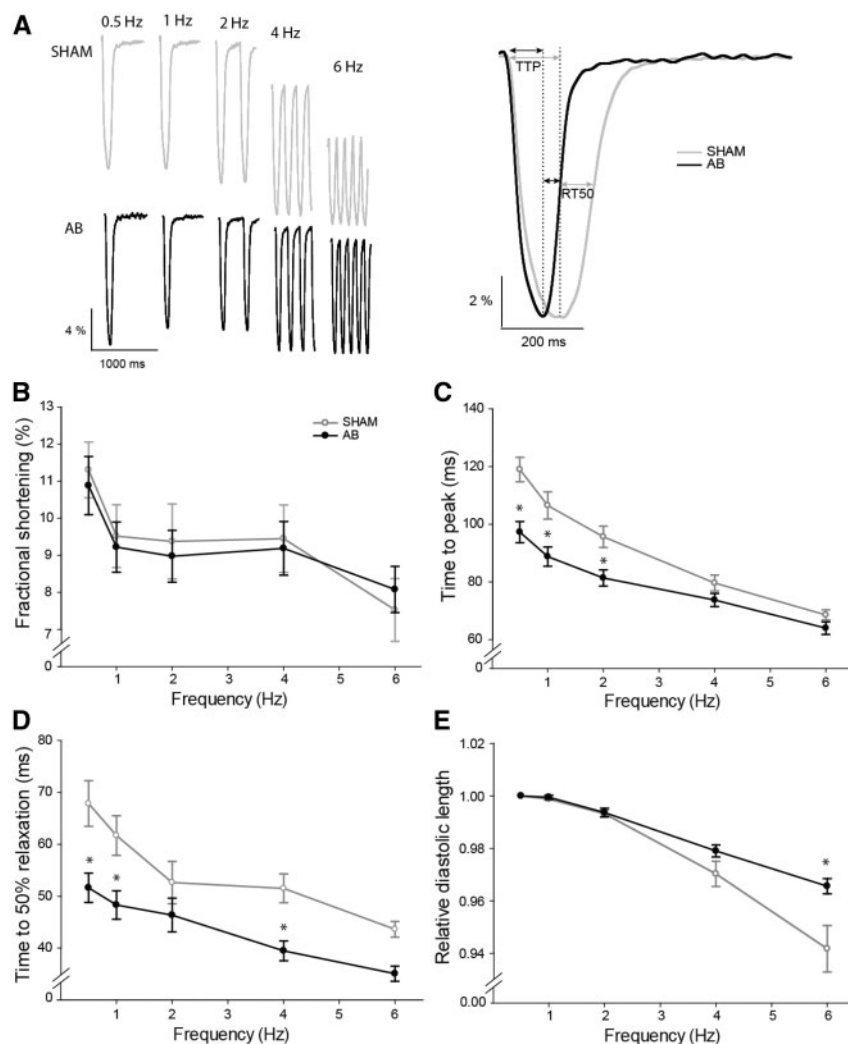 A
0.5 Hz 1 Hz 2 Hz 4 Hz 6 Hz
SHAM
AB
4 %
1000 ms
TTP
RT50
SHAM
AB
2 %
200 ms
B
Fractional shortening (%)
13
12
11
10
9
8
7
0
SHAM
AB
1 2 3 4 5 6
Frequency (Hz)
C
Time to peak (ms)
140
120
100
80
60
0
* * *
1 2 3 4 5 6
Frequency (Hz)
D
Time to 50% relaxation (ms)
80
70
60
50
40
0
* * *
1 2 3 4 5 6
Frequency (Hz)
E
Relative diastolic length
1.02
1.00
0.98
0.96
0.94
0.00
*
1 2 3 4 5 6
Frequency (Hz)